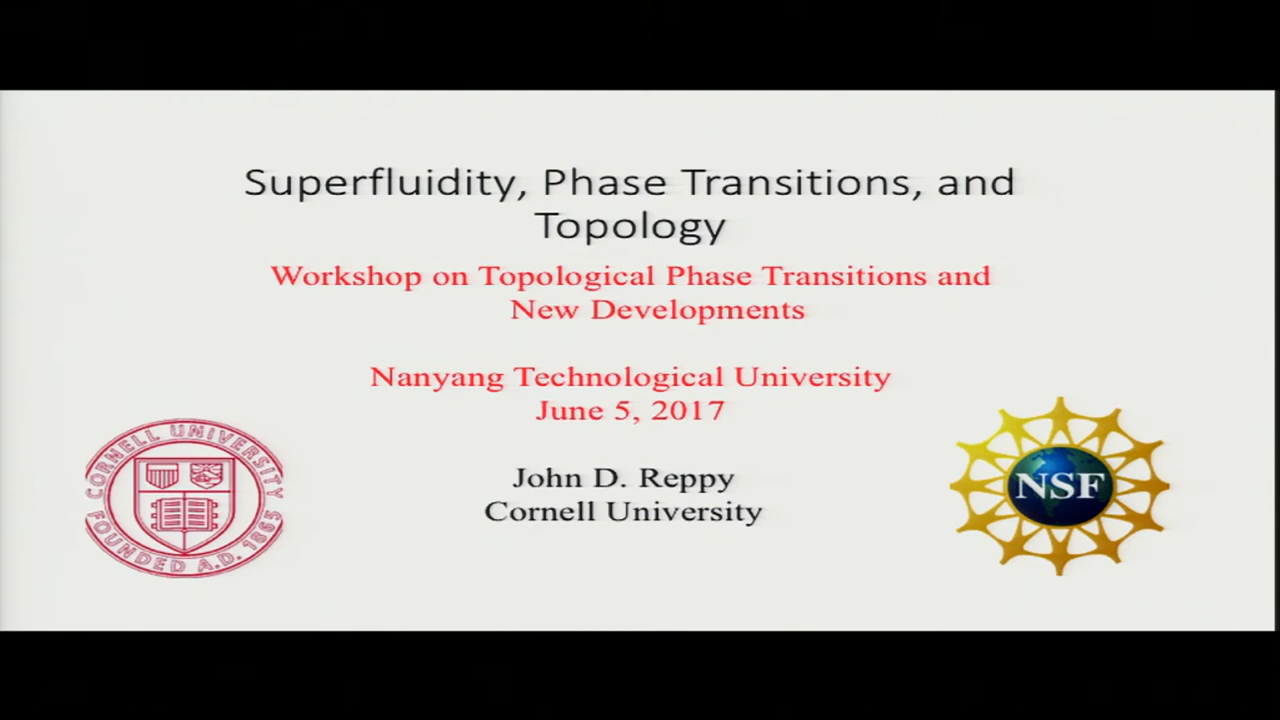 Superfluidity, Phase Transitions, and
Topology
Workshop on Topological Phase Transitions and
New Developments
Nanyang Technological University
June 5, 2017
John D. Reppy
Cornell University
CORNELL UNIVERSITY
FOUNDED A.D. 1865
NSF